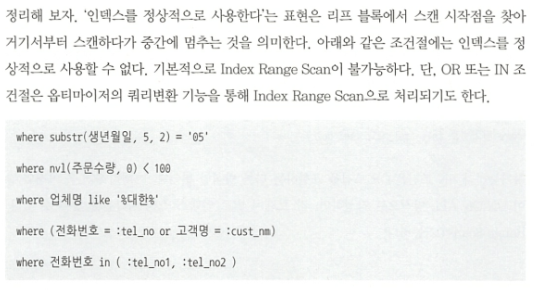 정리해 보자. '인덱스를 정상적으로 사용한다'는 표현은 리프 블록에서 스캔 시작점을 찾아
거기서부터 스캔하다가 중간에 멈추는 것을 의미한다. 아래와 같은 조건절에는 인덱스를 정
상적으로 사용할 수 없다. 기본적으로 Index Range Scan이 불가능하다. 단, OR 또는 IN 조
건절은 옵티마이저의 쿼리변환 기능을 통해 Index Range Scan으로 처리되기도 한다.
where substr(생년월일, 5, 2) = '05'
where nvl(주문수량, 0) < 100
where 업체명 like '%대한%'
where (전화번호 = :tel_no or 고객명 = :cust_nm)
where 전화번호 in ( :tel_no1, :tel_no2 )